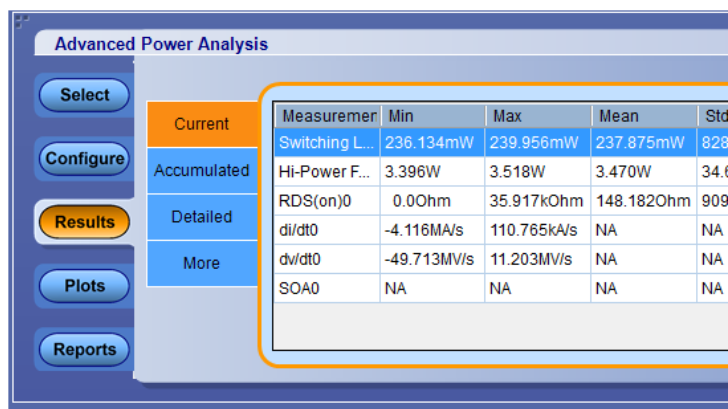 Advanced Power Analysis
Select
Configure
Results
Plots
Reports
Current
Accumulated
Detailed
More
Measuremen Min Max Mean Std
Switching L... 236.134mW 239.956mW 237.875mW 828
Hi-Power F... 3.396W 3.518W 3.470W 34.6
RDS(on)0 0.0Ohm 35.917kOhm 148.182Ohm 909
di/dt0 -4.116MA/s 110.765kA/s NA NA
dv/dt0 -49.713MV/s 11.203MV/s NA NA
SOA0 NA NA NA NA